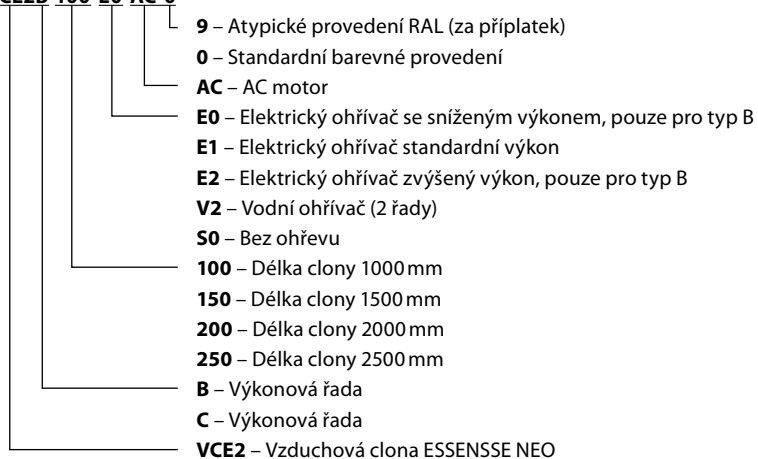 9 – Atypické provedení RAL (za příplatek)
0 – Standardní barevné provedení
AC – AC motor
E0 – Elektrický ohřívač se sníženým výkonem, pouze pro typ B
E1 – Elektrický ohřívač standardní výkon
E2 – Elektrický ohřívač zvýšený výkon, pouze pro typ B
V2 – Vodní ohřívač (2 řady)
S0 – Bez ohřevu
100 – Délka clony 1000 mm
150 – Délka clony 1500 mm
200 – Délka clony 2000 mm
250 – Délka clony 2500 mm
B – Výkonová řada
C – Výkonová řada
VCE2 – Vzduchová clona ESSENSSE NEO